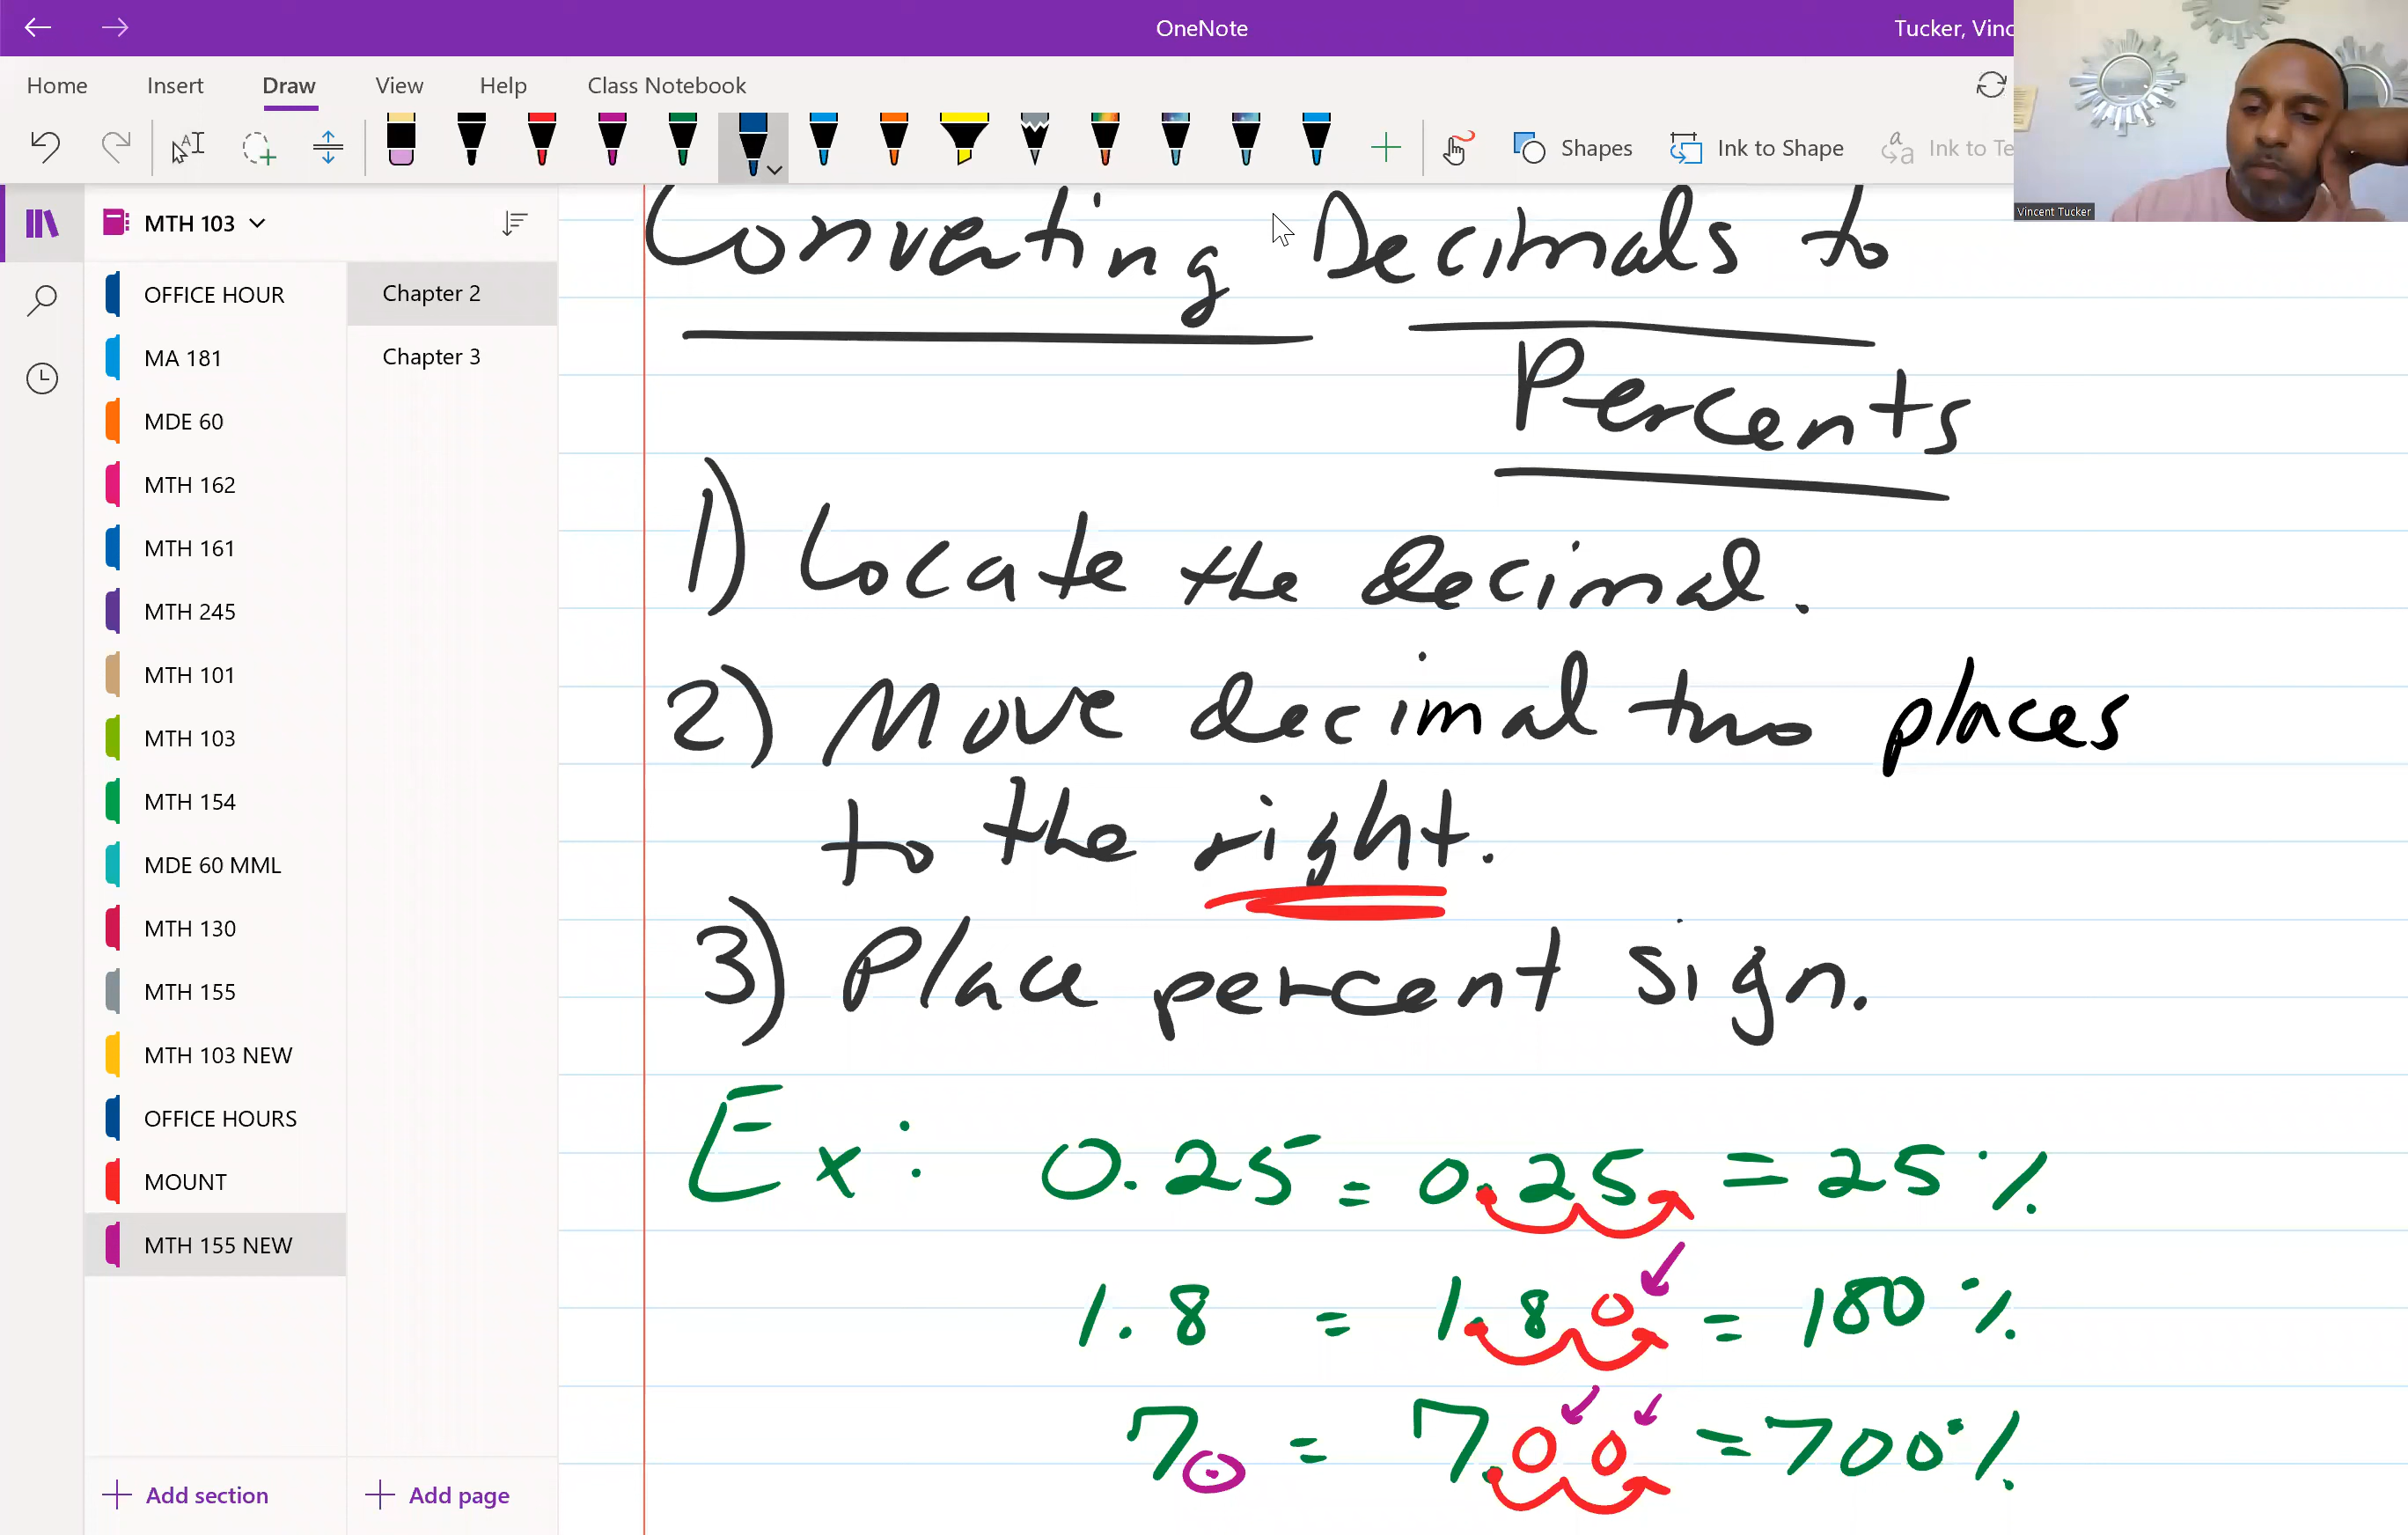 OneNote
Tucker, Vinc
Home Insert Draw View Help Class Notebook
Shapes Ink to Shape Ink to Te
Vincent Tucker
MTH 103
OFFICE HOUR
MA 181
MDE 60
MTH 162
MTH 161
MTH 245
MTH 101
MTH 103
MTH 154
MDE 60 MML
MTH 130
MTH 155
MTH 103 NEW
OFFICE HOURS
MOUNT
MTH 155 NEW
Add section
Chapter 2
Chapter 3
Add page
Converting Decimals to
Percents
1) Locate the decimal.
2) Move decimal two places
to the right.
3) Place percent sign.
Ex: 0.25 = 0.25 = 25%
1.8 = 1.80 = 180%
7. = 7.00 = 700%